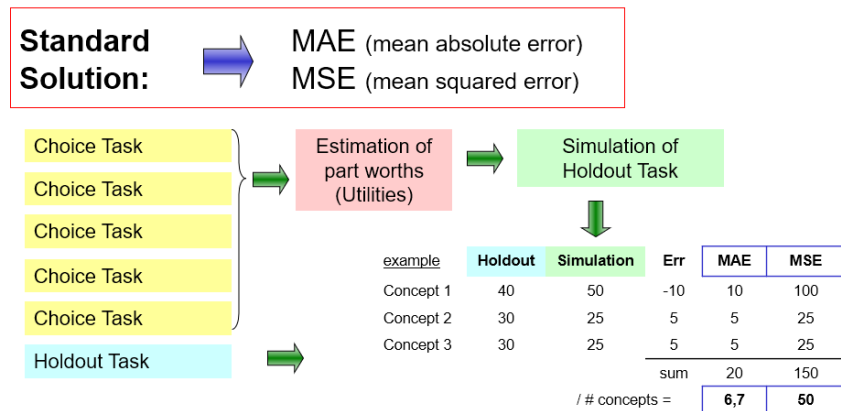 Standard
Solution:
MAE (mean absolute error)
MSE (mean squared error)
Choice Task
Choice Task
Choice Task
Choice Task
Choice Task
Holdout Task
Estimation of
part worths
(Utilities)
Simulation of
Holdout Task
example Holdout Simulation Err MAE MSE
Concept 1 40 50 -10 10 100
Concept 2 30 25 5 5 25
Concept 3 30 25 5 5 25
sum 20 150
/ # concepts = 6,7 50